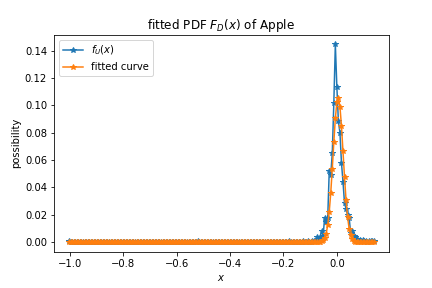 fitted PDF F_D(x) of Apple
f_U(x)
fitted curve
possibility
0.14
0.12
0.10
0.08
0.06
0.04
0.02
0.00
−1.0 −0.8 −0.6 −0.4 −0.2 0.0
x